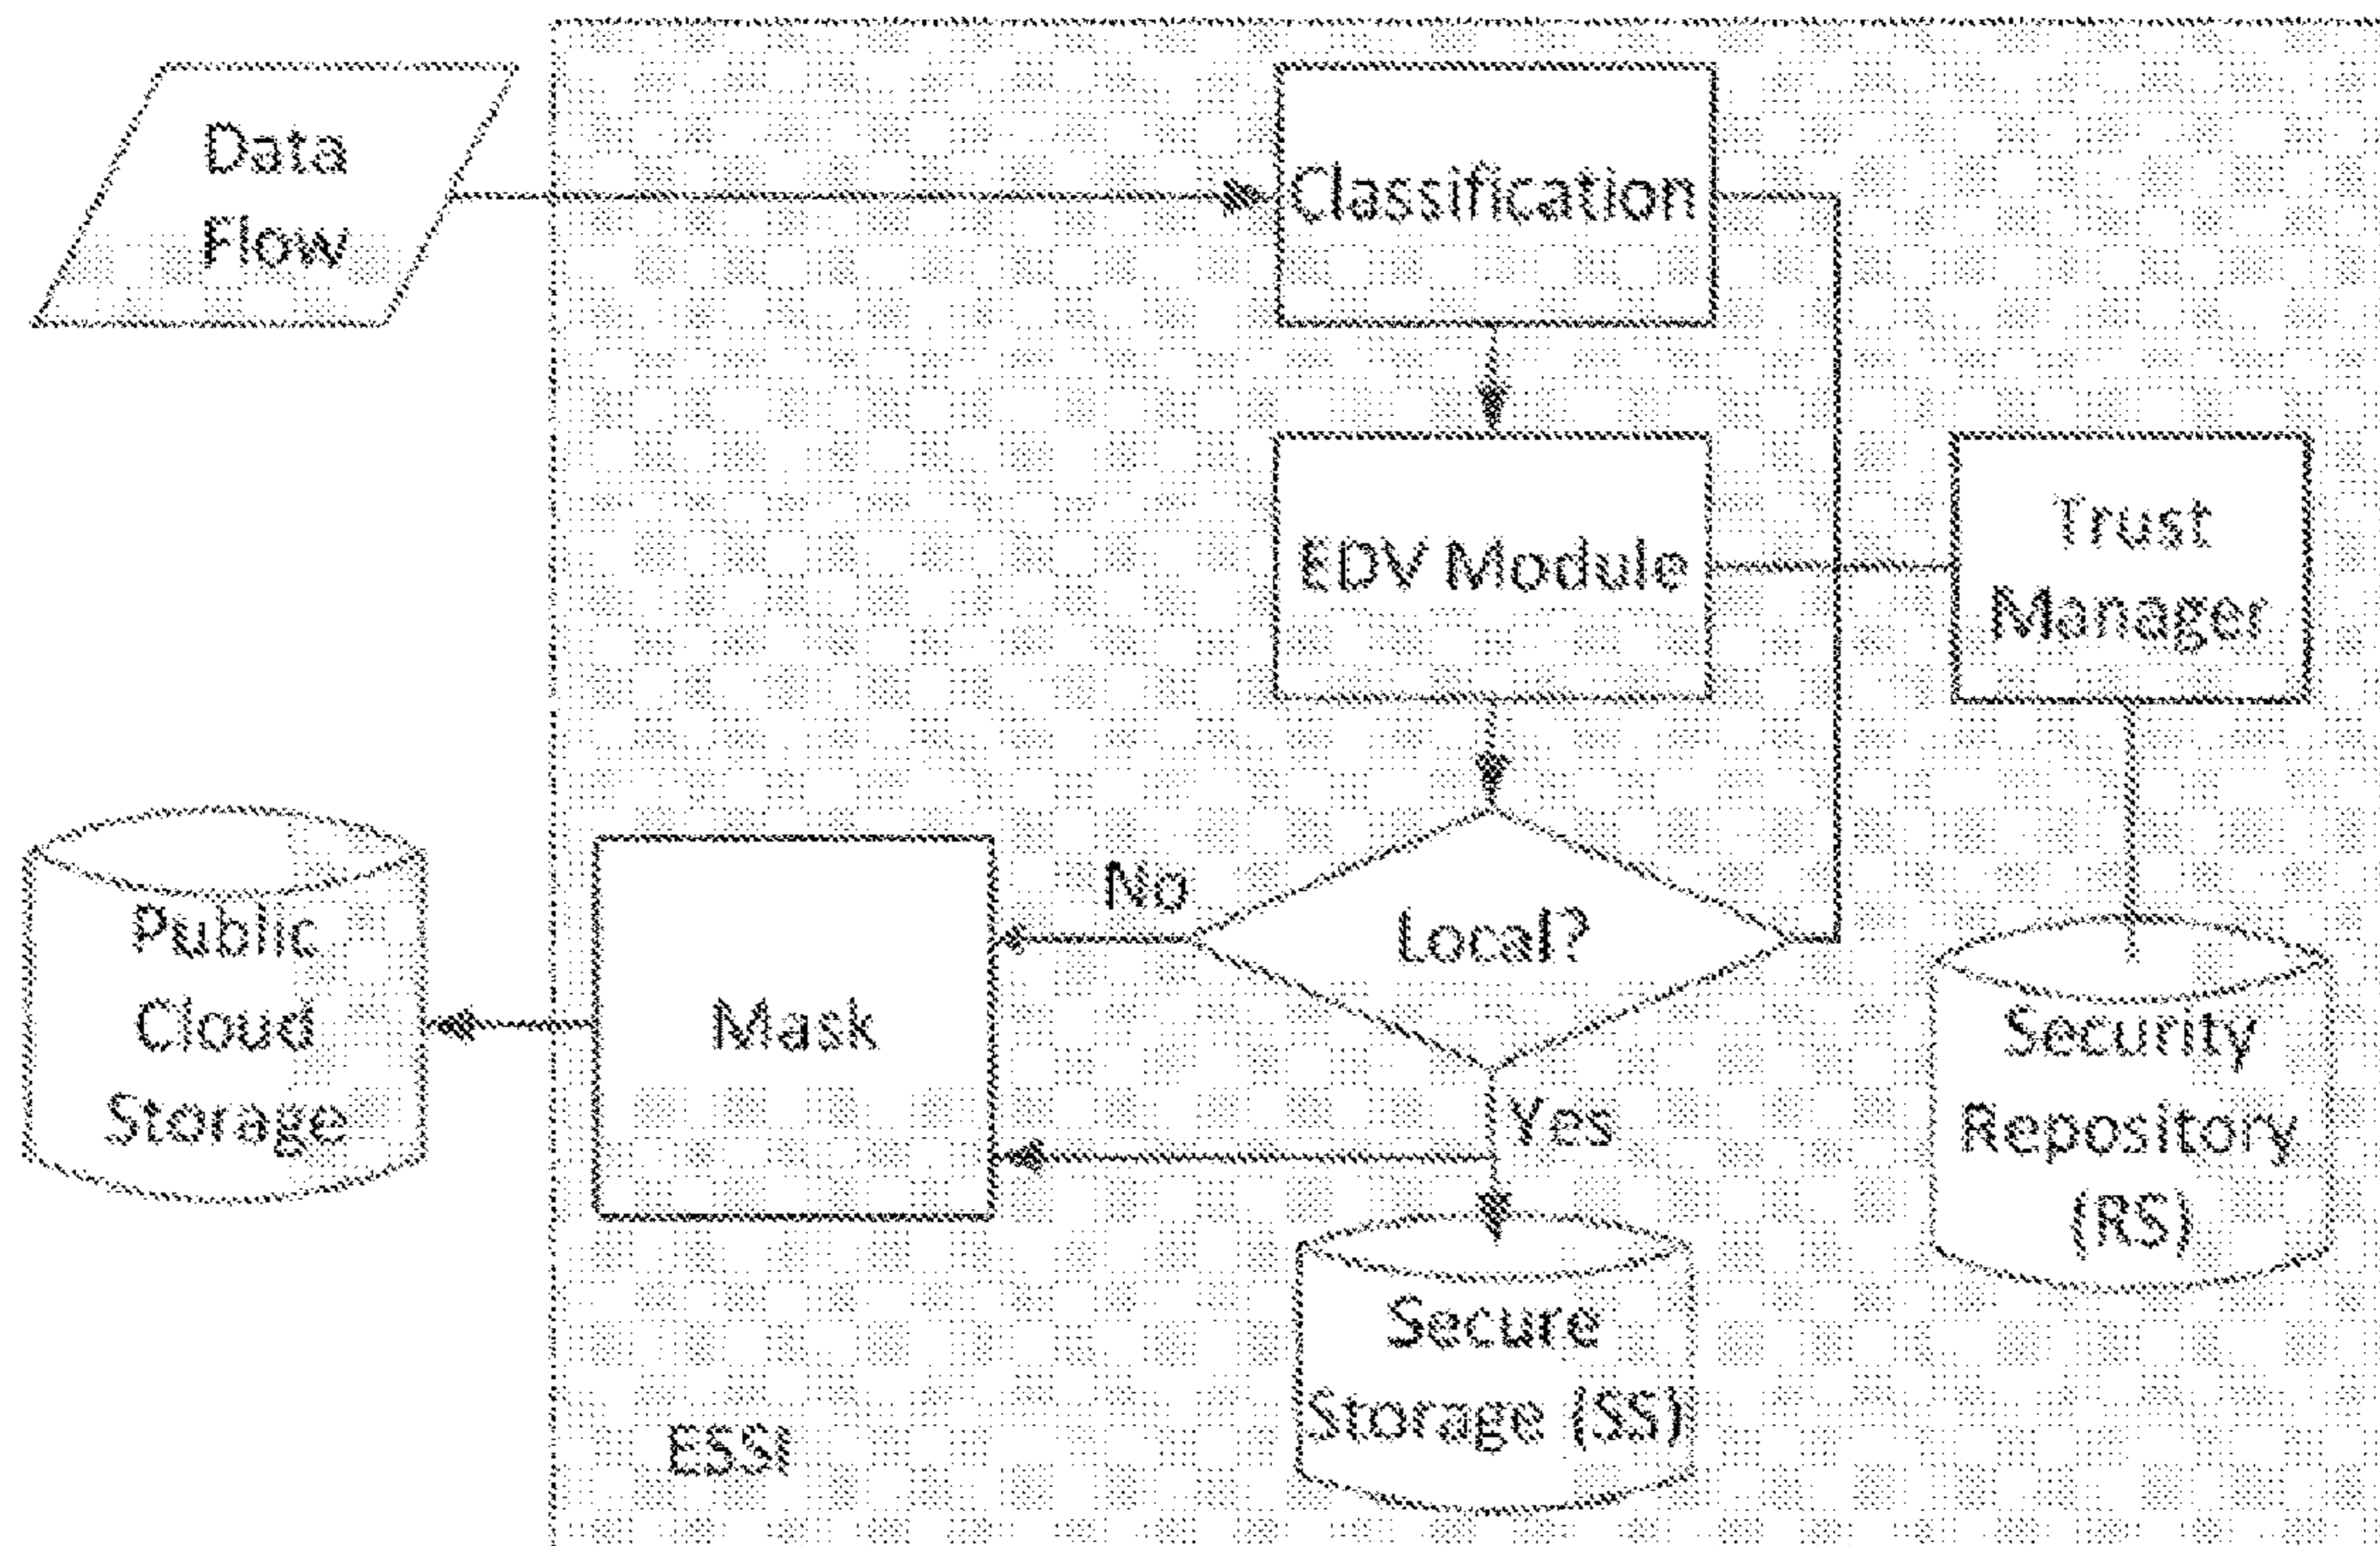 Data
Flow
Classification
EDV Module
Trust
Manager
No
Local?
Public
Cloud
Storage
Mask
Yes
Security
Repository
(RS)
Secure
Storage (SS)
ESSI